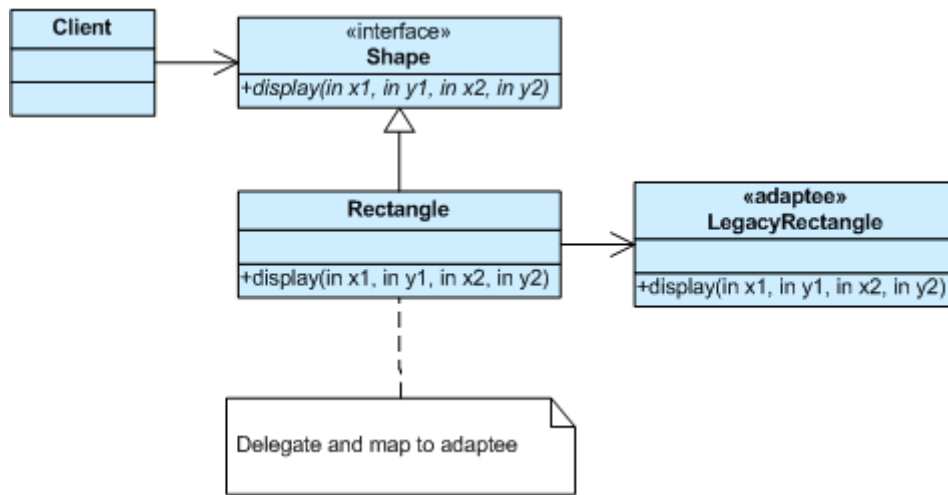 Client
«interface»
Shape
+display(in x1, in y1, in x2, in y2)
Rectangle
+display(in x1, in y1, in x2, in y2)
«adaptee»
LegacyRectangle
+display(in x1, in y1, in x2, in y2)
Delegate and map to adaptee